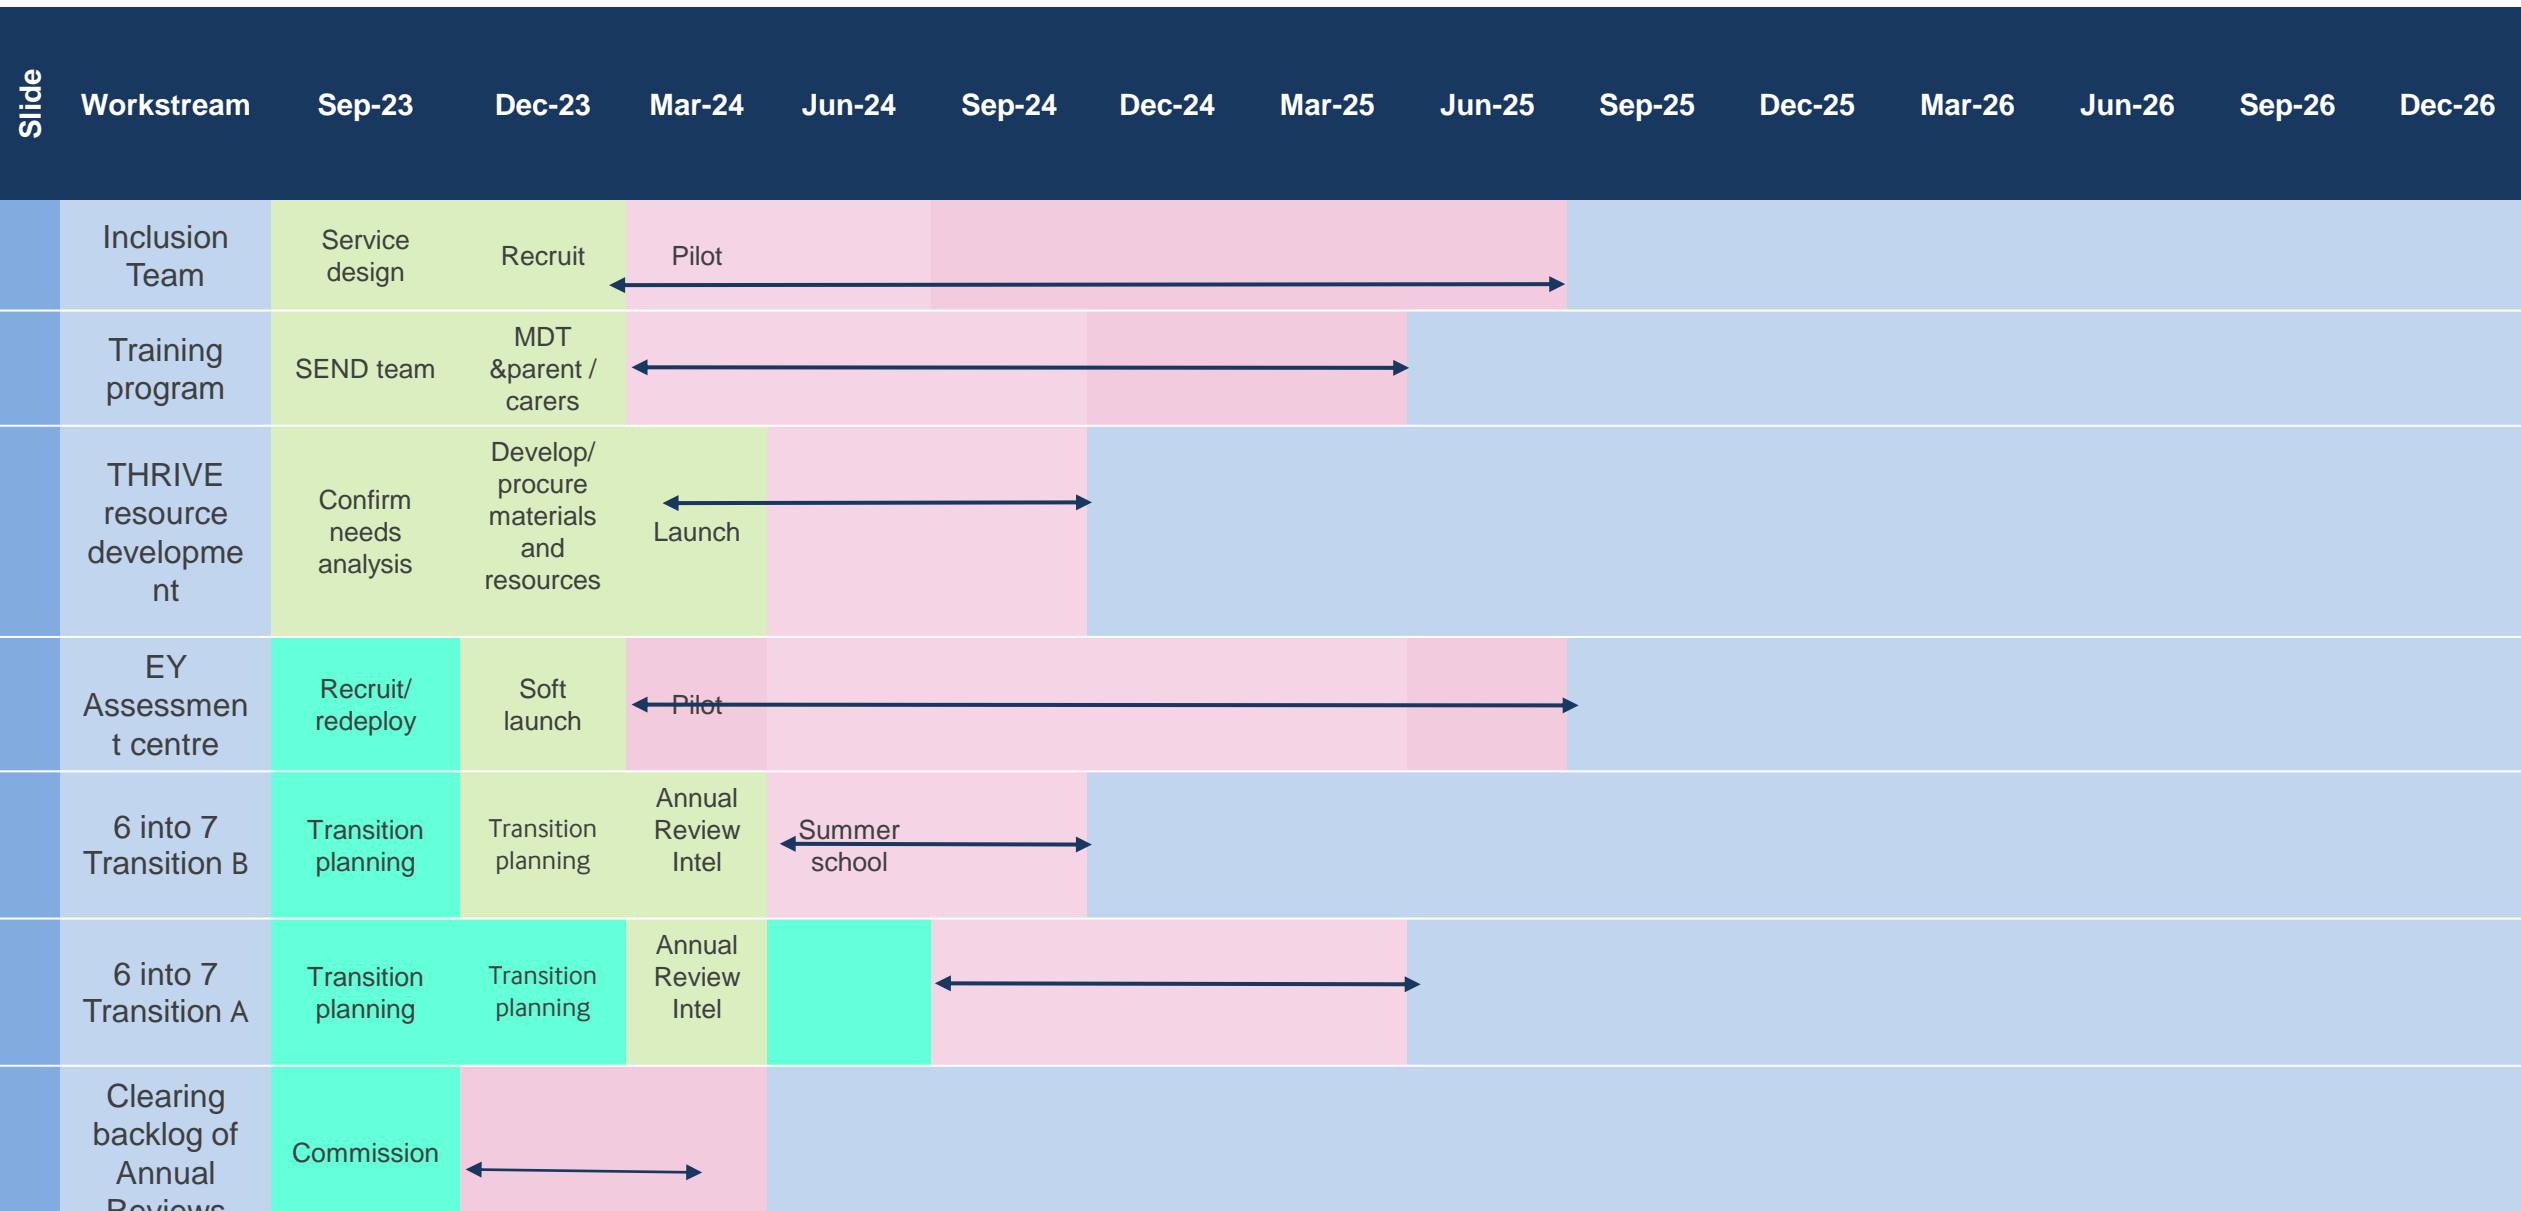 Slide
Workstream Sep-23 Dec-23 Mar-24 Jun-24 Sep-24 Dec-24 Mar-25 Jun-25 Sep-25 Dec-25 Mar-26 Jun-26 Sep-26 Dec-26
Inclusion
Team
Service
design
Recruit
Pilot
Training
program
SEND team
MDT
&parent /
carers
THRIVE
resource
developme
nt
Confirm
needs
analysis
Develop/
procure
materials
and
resources
Launch
EY
Assessmen
t centre
Recruit/
redeploy
Soft
launch
Pilot
6 into 7
Transition B
Transition
planning
Transition
planning
Annual
Review
Intel
Summer
school
6 into 7
Transition A
Transition
planning
Transition
planning
Annual
Review
Intel
Clearing
backlog of
Annual
Reviews
Commission